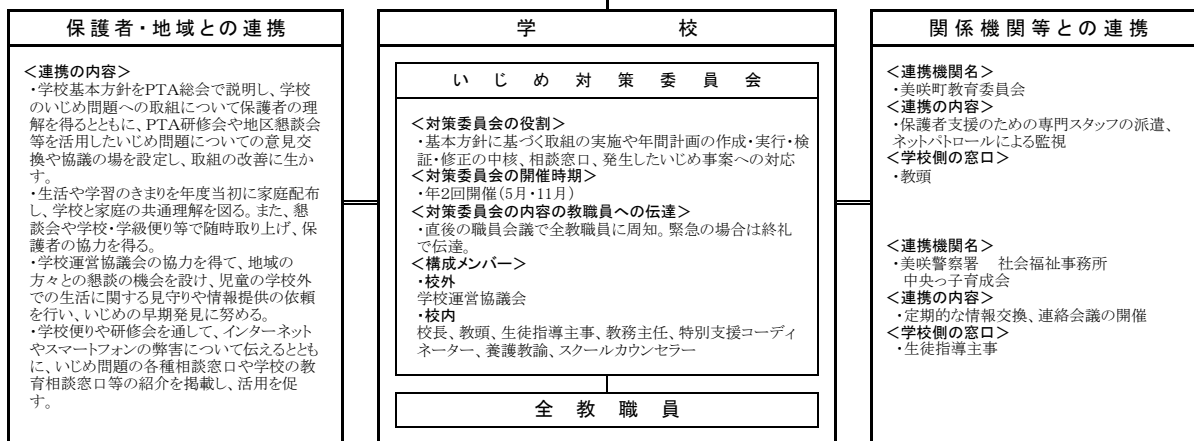 保護者・地域との連携
＜連携の内容＞
・学校基本方針をPTA総会で説明し、学校
のいじめ問題への取組について保護者の理
解を得るとともに、PTA研修会や地区懇談会
等を活用したいじめ問題についての意見交
換や協議の場を設定し、取組の改善に生か
す。
・生活や学習のきまりを年度当初に家庭配布
し、学校と家庭の共通理解を図る。また、懇
談会や学校・学級便り等で随時取り上げ、保
護者の協力を得る。
・学校運営協議会の協力を得て、地域の
方々との懇談の機会を設け、児童の学校外
での生活に関する見守りや情報提供の依頼
を行い、いじめの早期発見に努める。
・学校便りや研修会を通して、インターネット
やスマートフォンの弊害について伝えるととも
に、いじめ問題の各種相談窓口や学校の教
育相談窓口等の紹介を掲載し、活用を促
す。
学校
いじめ対策委員会
＜対策委員会の役割＞
・基本方針に基づく取組の実施や年間計画の作成・実行・検
証・修正の中核、相談窓口、発生したいじめ事案への対応
＜対策委員会の開催時期＞
・年2回開催（5月・11月）
＜対策委員会の内容の教職員への伝達＞
・直後の職員会議で全教職員に周知。緊急の場合は終礼
で伝達。
＜構成メンバー＞
・校外
学校運営協議会
・校内
校長、教頭、生徒指導主事、教務主任、特別支援コーディ
ネーター、養護教諭、スクールカウンセラー
全教職員
関係機関等との連携
＜連携機関名＞
・美咲町教育委員会
＜連携の内容＞
・保護者支援のための専門スタッフの派遣、
ネットパトロールによる監視
＜学校側の窓口＞
・教頭
＜連携機関名＞
・美咲警察署　社会福祉事務所
中央っ子育成会
＜連携の内容＞
・定期的な情報交換、連絡会議の開催
＜学校側の窓口＞
・生徒指導主事